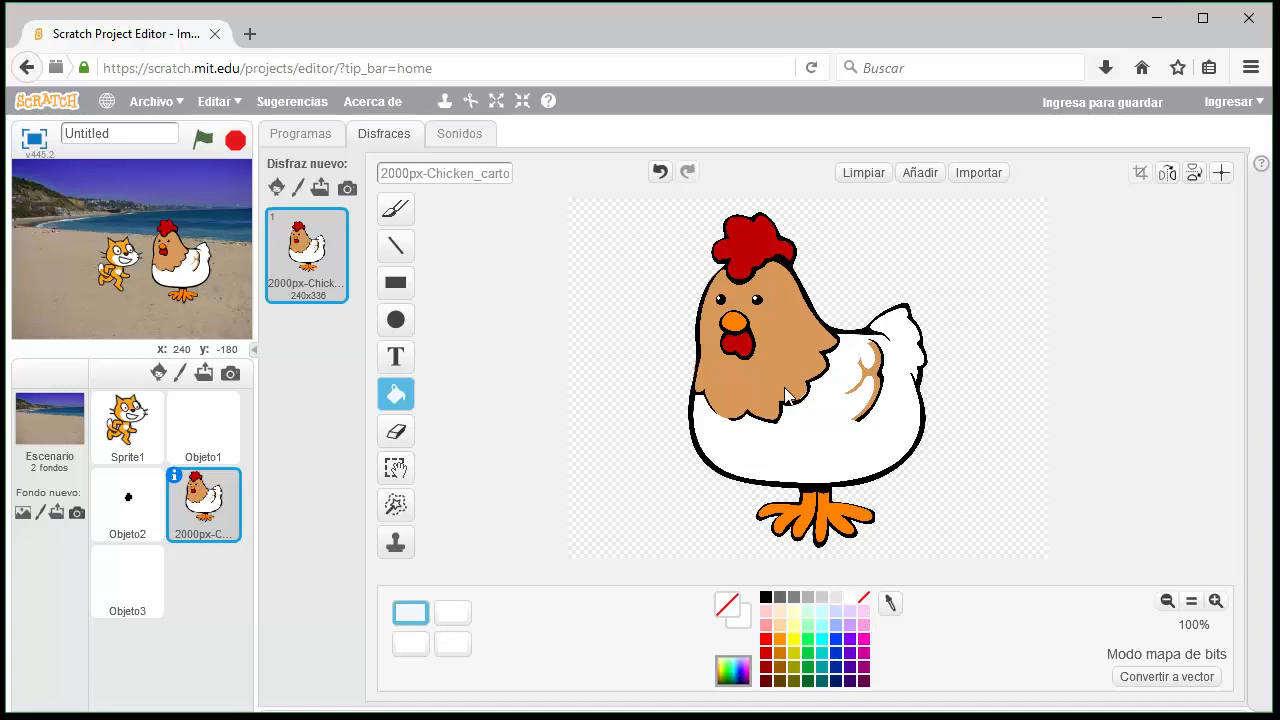 Scratch Project Editor - Im...
https://scratch.mit.edu/projects/editor/?tip_bar=home
Buscar
SCRATCH
Archivo
Editar
Sugerencias
Acerca de
Ingresa para guardar
Ingresar
v445.2
Untitled
Programas
Disfraces
Sonidos
Disfraz nuevo:
2000px-Chicken_carto
Limpiar
Añadir
Importar
1
2000px-Chick...
240x336
T
x: 240 y: -180
Escenario
2 fondos
Fondo nuevo:
Sprite1
Objeto1
Objeto2
2000px-C...
Objeto3
100%
Modo mapa de bits
Convertir a vector